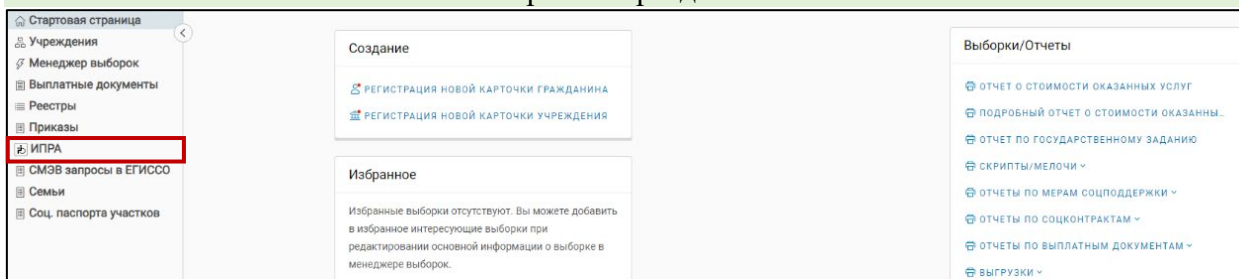 Стартовая страница
Учреждения
Менеджер выборок
Выплатные документы
Реестры
Приказы
ИПРА
СМЭВ запросы в ЕГИССО
Семьи
Соц. паспорта участков
Создание
РЕГИСТРАЦИЯ НОВОЙ КАРТОЧКИ ГРАЖДАНИНА
РЕГИСТРАЦИЯ НОВОЙ КАРТОЧКИ УЧРЕЖДЕНИЯ
Избранное
Избранные выборки отсутствуют. Вы можете добавить
в избранное интересующие выборки при
редактировании основной информации о выборке в
менеджере выборок.
Выборки/Отчеты
ОТЧЕТ О СТОИМОСТИ ОКАЗАННЫХ УСЛУГ
ПОДРОБНЫЙ ОТЧЕТ О СТОИМОСТИ ОКАЗАННЫ...
ОТЧЕТ ПО ГОСУДАРСТВЕННОМУ ЗАДАНИЮ
СКРИПТЫ/МЕЛОЧИ
ОТЧЕТЫ ПО МЕРАМ СОЦПОДДЕРЖКИ
ОТЧЕТЫ ПО СОЦКОНТРАКТАМ
ОТЧЕТЫ ПО ВЫПЛАТНЫМ ДОКУМЕНТАМ
ВЫГРУЗКИ